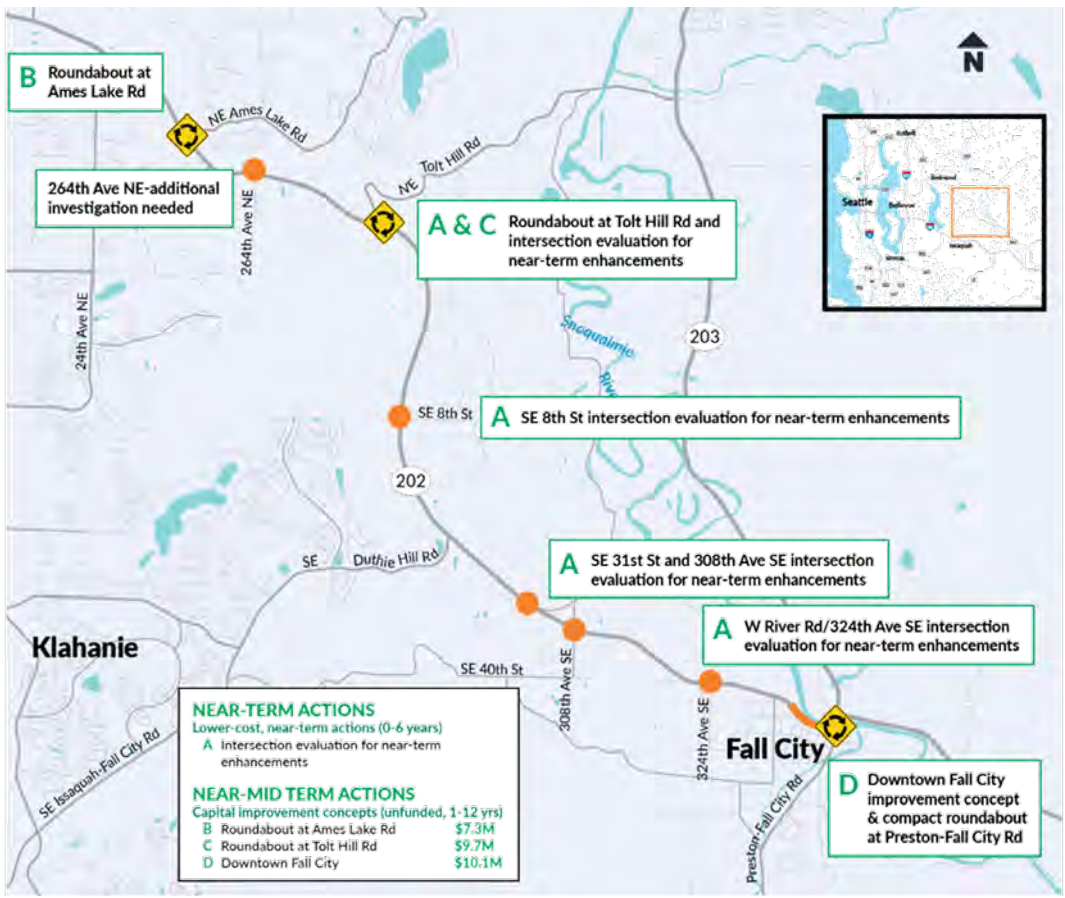 B Roundabout at
Ames Lake Rd
N
NE Ames Lake Rd
NE Tolt Hill Rd
264th Ave NE-additional
investigation needed
264th Ave NE
A & C Roundabout at Tolt Hill Rd and
intersection evaluation for
near-term enhancements
Seattle
Bellevue
Redmond
Issaquah
24th Ave NE
Snoqualmie
River
203
SE 8th St
A SE 8th St intersection evaluation for near-term enhancements
202
SE Duthie Hill Rd
A SE 31st St and 308th Ave SE intersection
evaluation for near-term enhancements
A W River Rd/324th Ave SE intersection
evaluation for near-term enhancements
Klahanie
SE 40th St
308th Ave SE
324th Ave SE
Fall City
SE Issaquah-Fall City Rd
Preston-Fall City Rd
NEAR-TERM ACTIONS
Lower-cost, near-term actions (0-6 years)
A Intersection evaluation for near-term
enhancements
NEAR-MID TERM ACTIONS
Capital improvement concepts (unfunded, 1-12 yrs)
B Roundabout at Ames Lake Rd $7.3M
C Roundabout at Tolt Hill Rd $9.7M
D Downtown Fall City $10.1M
D Downtown Fall City
improvement concept
& compact roundabout
at Preston-Fall City Rd